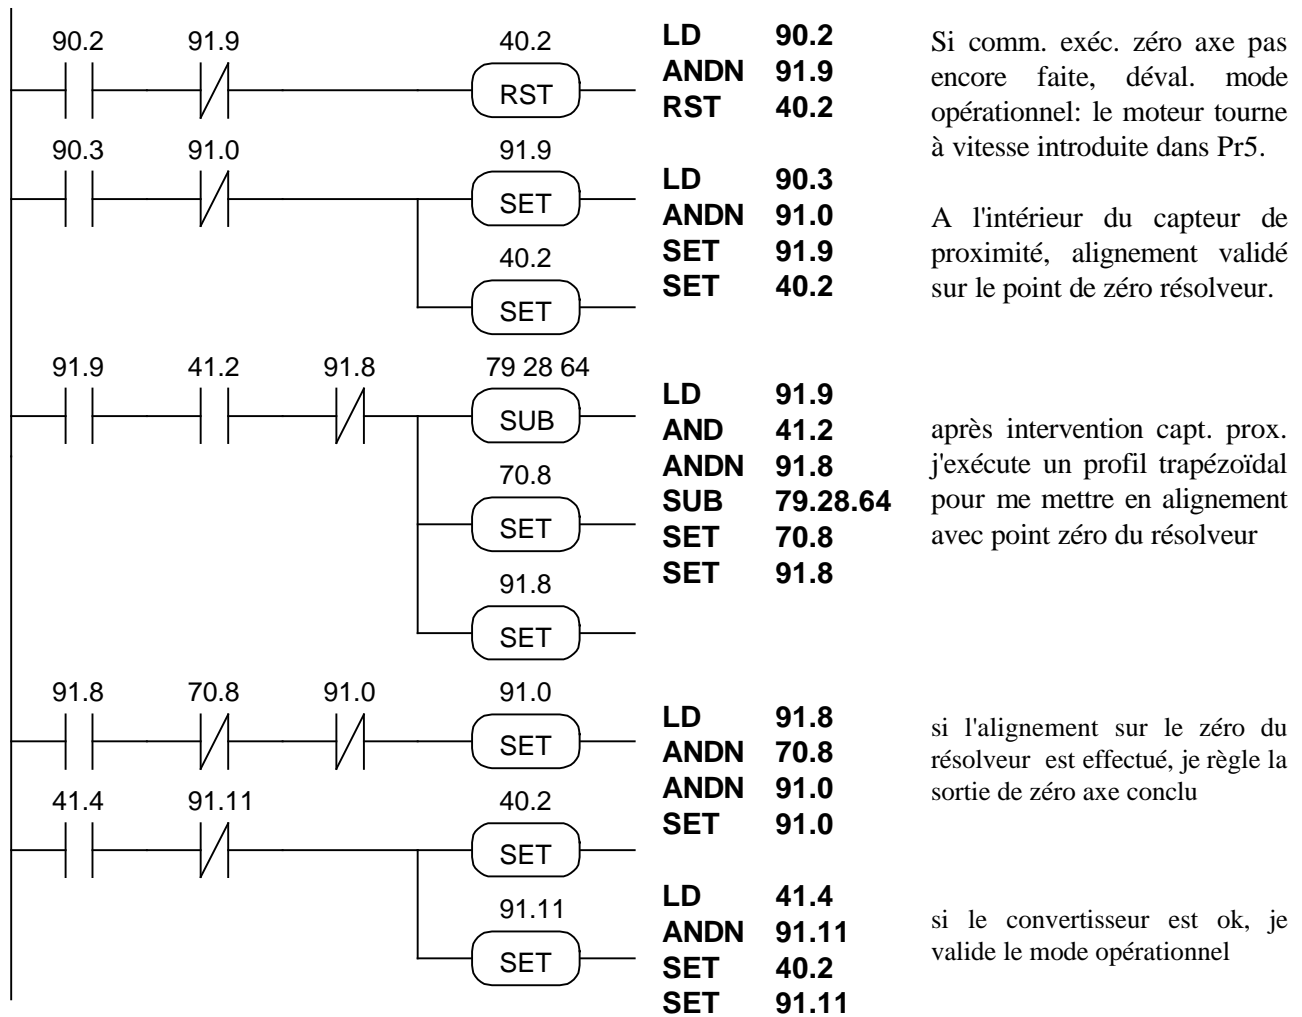 90.2 91.9 40.2
RST
90.3 91.0 91.9
SET
40.2
SET
91.9 41.2 91.8 79 28 64
SUB
70.8
SET
91.8
SET
91.8 70.8 91.0 91.0
SET
41.4 91.11 40.2
SET
91.11
SET
LD 90.2
ANDN 91.9
RST 40.2
LD 90.3
ANDN 91.0
SET 91.9
SET 40.2
LD 91.9
AND 41.2
ANDN 91.8
SUB 79.28.64
SET 70.8
SET 91.8
LD 91.8
ANDN 70.8
ANDN 91.0
SET 91.0
LD 41.4
ANDN 91.11
SET 40.2
SET 91.11
Si comm. exéc. zéro axe pas
encore faite, déval. mode
opérationnel: le moteur tourne
à vitesse introduite dans Pr5.
A l'intérieur du capteur de
proximité, alignement validé
sur le point de zéro résolveur.
après intervention capt. prox.
j'exécute un profil trapézoïdal
pour me mettre en alignement
avec point zéro du résolveur
si l'alignement sur le zéro du
résolveur est effectué, je règle la
sortie de zéro axe conclu
si le convertisseur est ok, je
valide le mode opérationnel